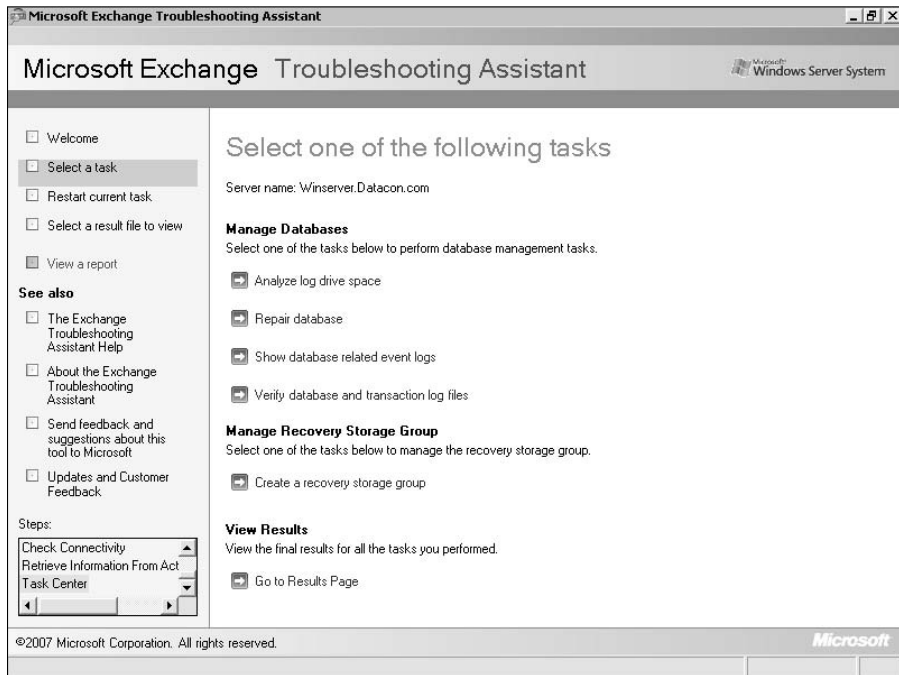 Microsoft Exchange Troubleshooting Assistant
Microsoft Exchange Troubleshooting Assistant
Microsoft
Windows Server System
Welcome
Select a task
Restart current task
Select a result file to view
View a report
See also
The Exchange
Troubleshooting
Assistant Help
About the Exchange
Troubleshooting
Assistant
Send feedback and
suggestions about this
tool to Microsoft
Updates and Customer
Feedback
Steps:
Check Connectivity
Retrieve Information From Act
Task Center
Select one of the following tasks
Server name: Winserver.Datacon.com
Manage Databases
Select one of the tasks below to perform database management tasks.
Analyze log drive space
Repair database
Show database related event logs
Verify database and transaction log files
Manage Recovery Storage Group
Select one of the tasks below to manage the recovery storage group.
Create a recovery storage group
View Results
View the final results for all the tasks you performed.
Go to Results Page
©2007 Microsoft Corporation. All rights reserved.
Microsoft